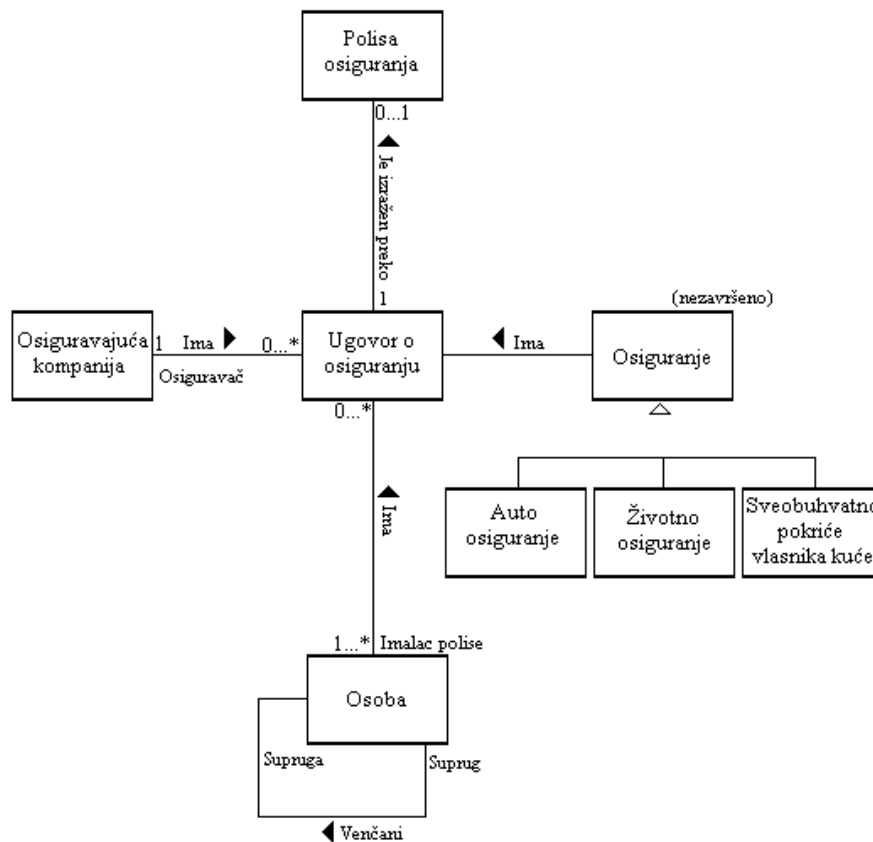 Polisa
osiguranja
0...1
Je izražen preko
1
(nezavršeno)
Osiguravajuća
kompanija
1
Ima
0...*
Osiguravač
Ugovor o
osiguranju
Ima
Osiguranje
0...*
Ima
Auto
osiguranje
Životno
osiguranje
Sveobuhvatno
pokriće
vlasnika kuće
1...*
Imalac polise
Osoba
Supruga
Suprug
Venčani